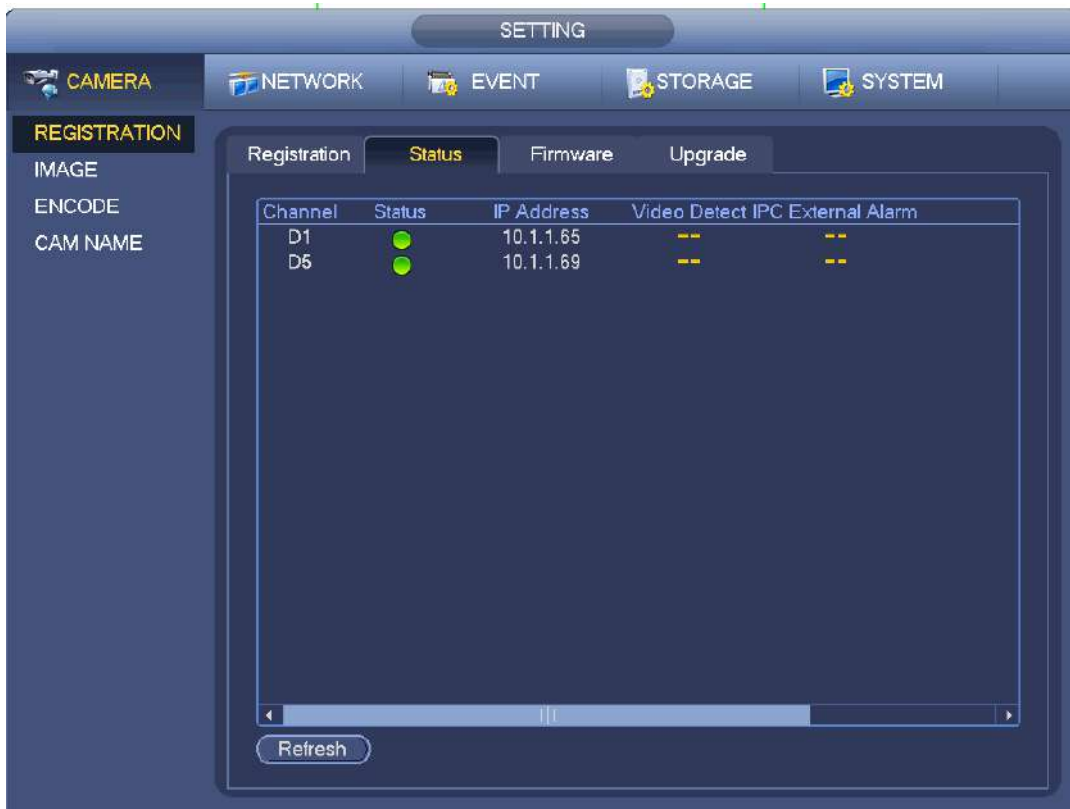 SETTING
CAMERA NETWORK EVENT STORAGE SYSTEM
REGISTRATION
IMAGE
ENCODE
CAM NAME
Registration Status Firmware Upgrade
Channel Status IP Address Video Detect IPC External Alarm
D1 10.1.1.65 -- --
D5 10.1.1.69 -- --
Refresh